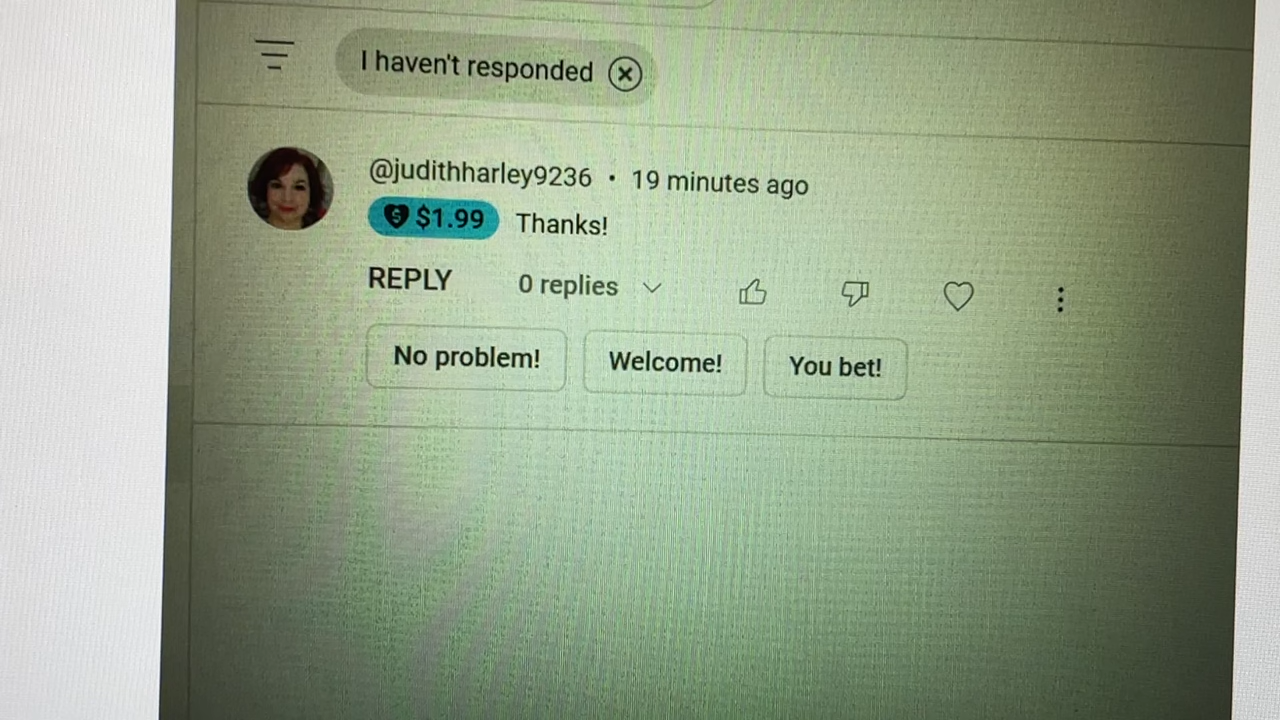 I haven't responded
@judithharley9236 • 19 minutes ago
$1.99 Thanks!
REPLY 0 replies
No problem! Welcome! You bet!